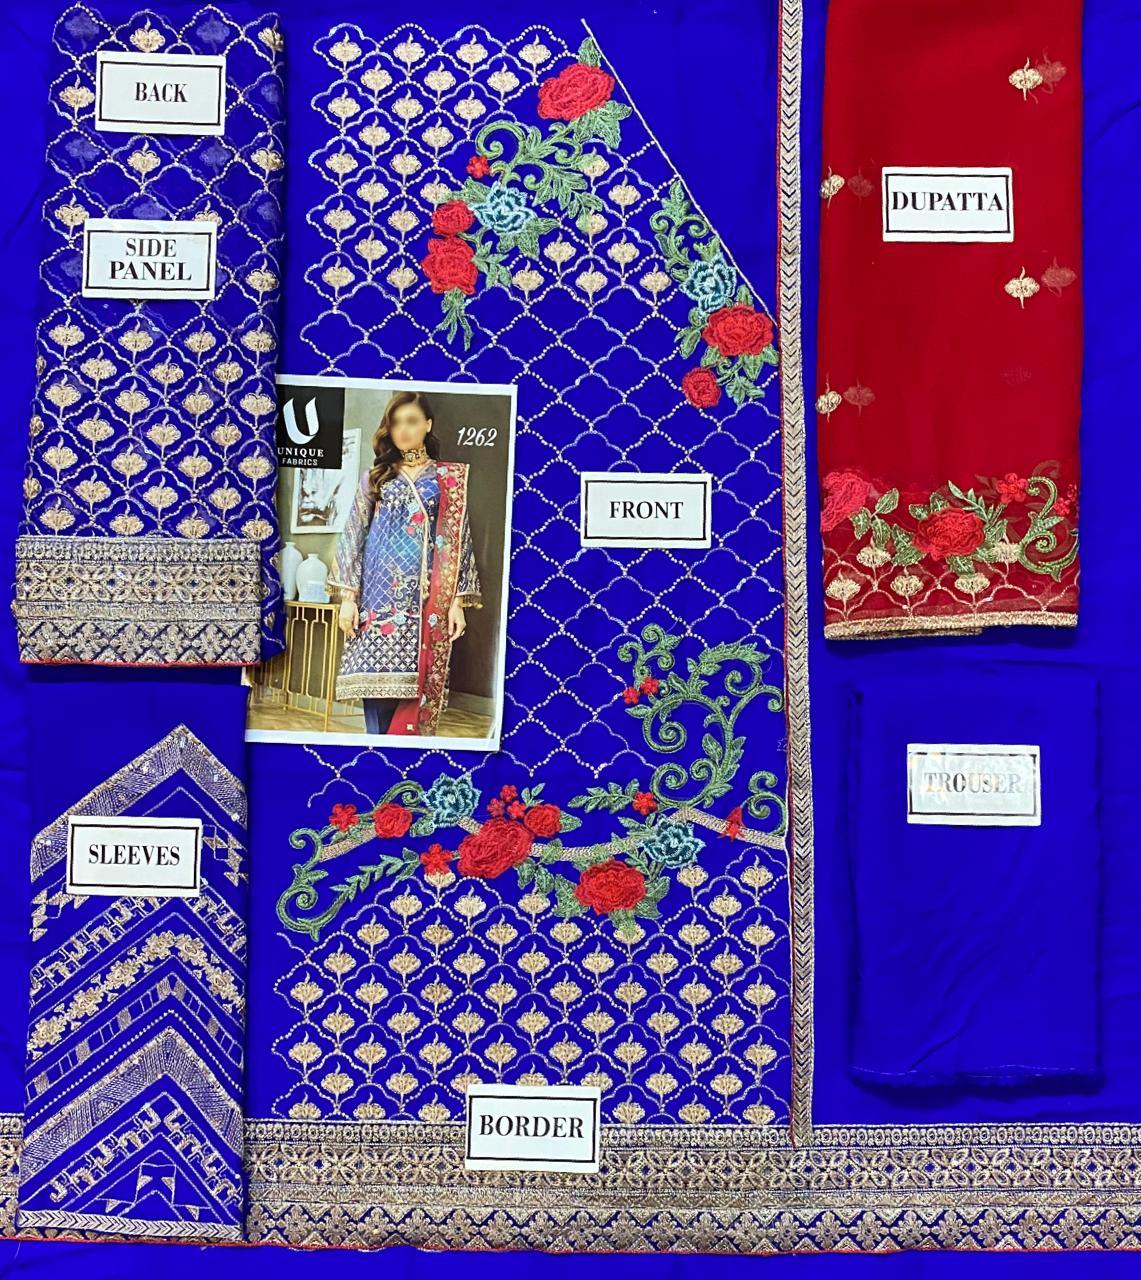 BACK
SIDE
PANEL
DUPATTA
UNIQUE
FABRICS
1262
FRONT
TROUSER
SLEEVES
BORDER